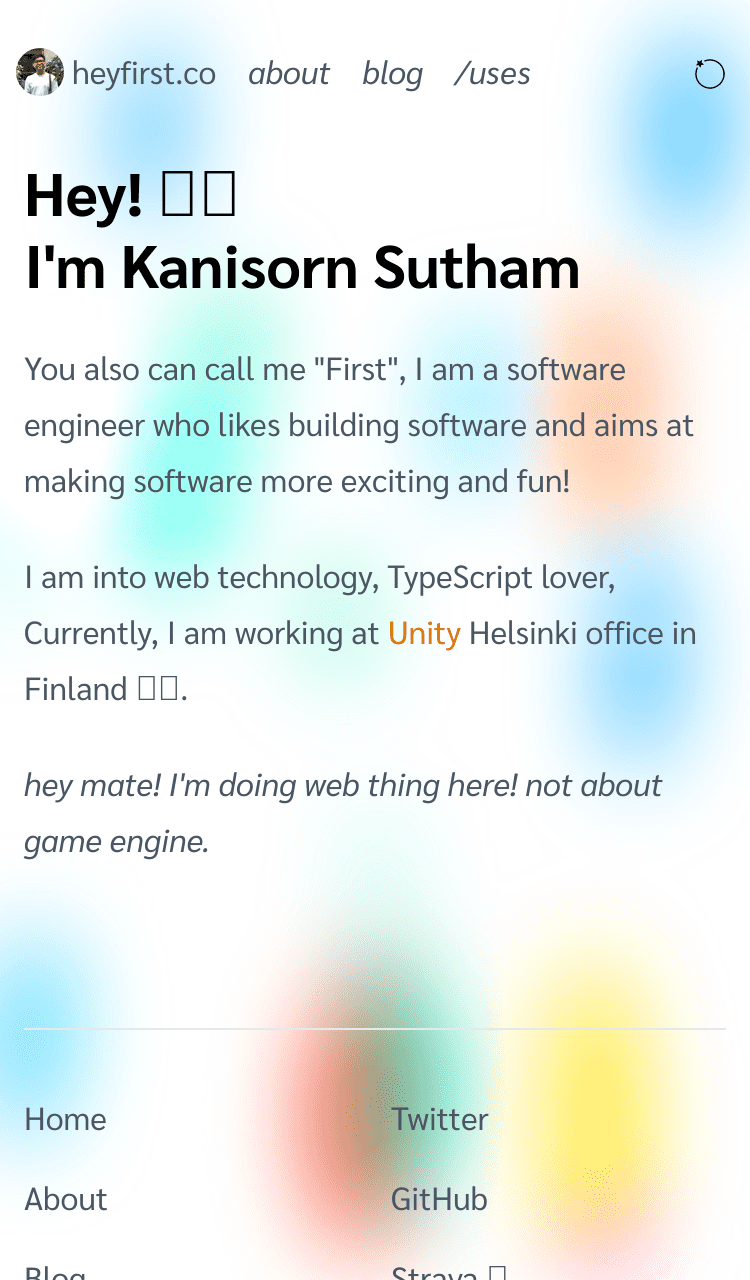 heyfirst.co about blog /uses
Hey! 
I'm Kanisorn Sutham
You also can call me "First", I am a software
engineer who likes building software and aims at
making software more exciting and fun!
I am into web technology, TypeScript lover,
Currently, I am working at Unity Helsinki office in
Finland .
hey mate! I'm doing web thing here! not about
game engine.
Home
Twitter
About
GitHub
Blog
Strava